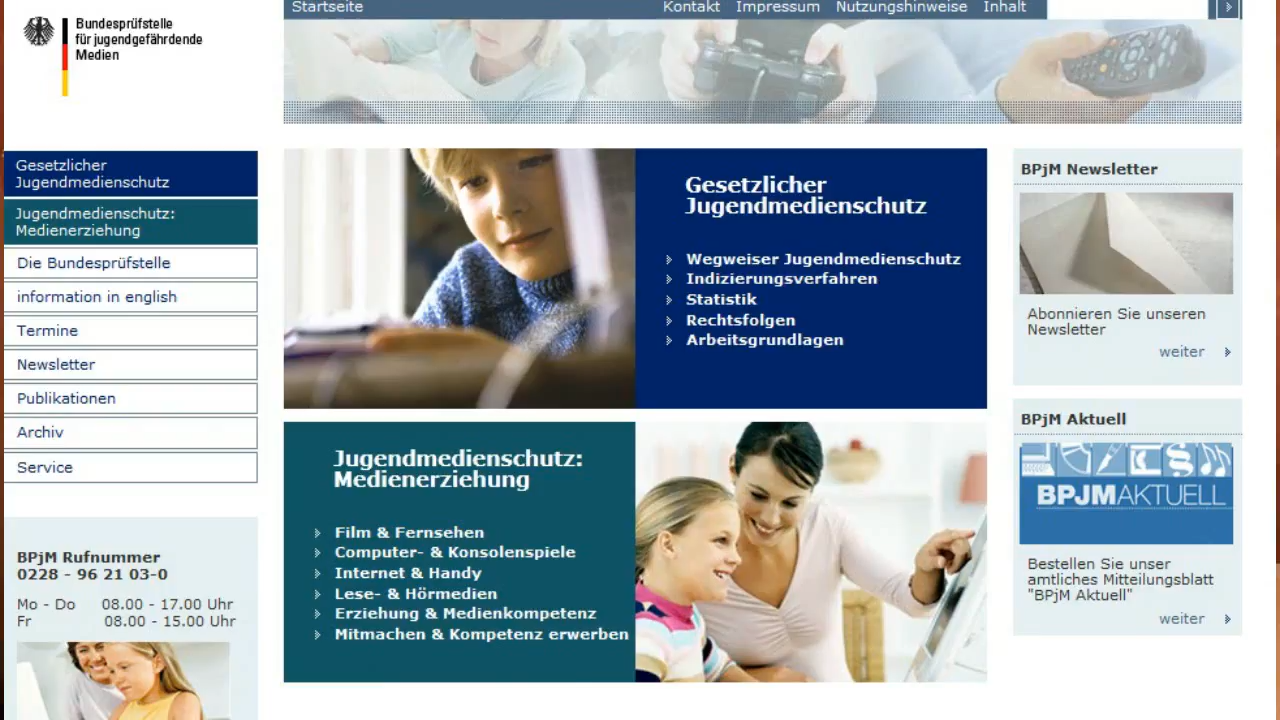 Startseite
Kontakt Impressum Nutzungshinweise Inhalt
Bundesprüfstelle
für jugendgefährdende
Medien
Gesetzlicher
Jugendmedienschutz
Jugendmedienschutz:
Medienerziehung
Die Bundesprüfstelle
information in english
Termine
Newsletter
Publikationen
Archiv
Service
BPjM Rufnummer
0228 - 96 21 03-0
Mo - Do 08.00 - 17.00 Uhr
Fr 08.00 - 15.00 Uhr
Gesetzlicher
Jugendmedienschutz
Wegweiser Jugendmedienschutz
Indizierungsverfahren
Statistik
Rechtsfolgen
Arbeitsgrundlagen
Jugendmedienschutz:
Medienerziehung
Film & Fernsehen
Computer- & Konsolenspiele
Internet & Handy
Lese- & Hörmedien
Erziehung & Medienkompetenz
Mitmachen & Kompetenz erwerben
BPjM Newsletter
Abonnieren Sie unseren
Newsletter
weiter
BPjM Aktuell
BPJMAKTUELL
Bestellen Sie unser
amtliches Mitteilungsblatt
"BPjM Aktuell"
weiter